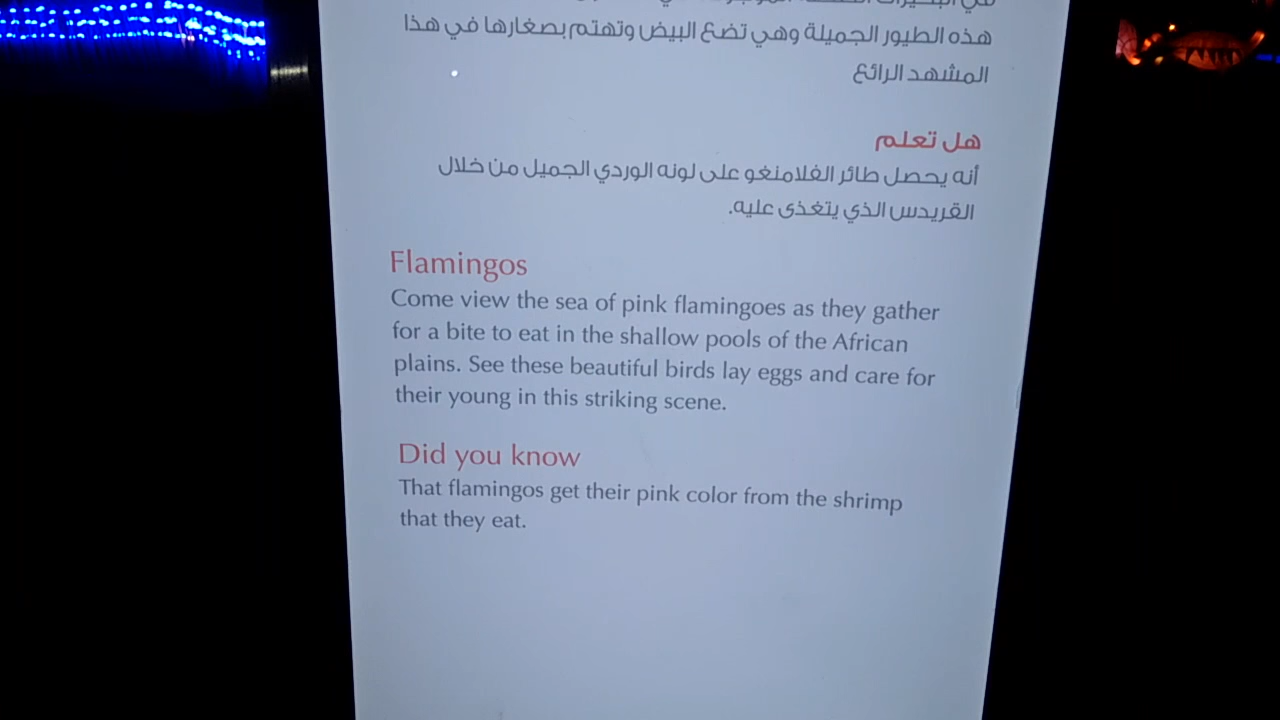 هذه الطيور الجميلة وهي تضع البيض وتهتم بصغارها في هذا
المشهد الرائع
هل تعلم
أنه يحصل طائر الفلامنغو على لونه الوردي الجميل من خلال
القريدس الذي يتغذى عليه.
Flamingos
Come view the sea of pink flamingoes as they gather
for a bite to eat in the shallow pools of the African
plains. See these beautiful birds lay eggs and care for
their young in this striking scene.
Did you know
That flamingos get their pink color from the shrimp
that they eat.